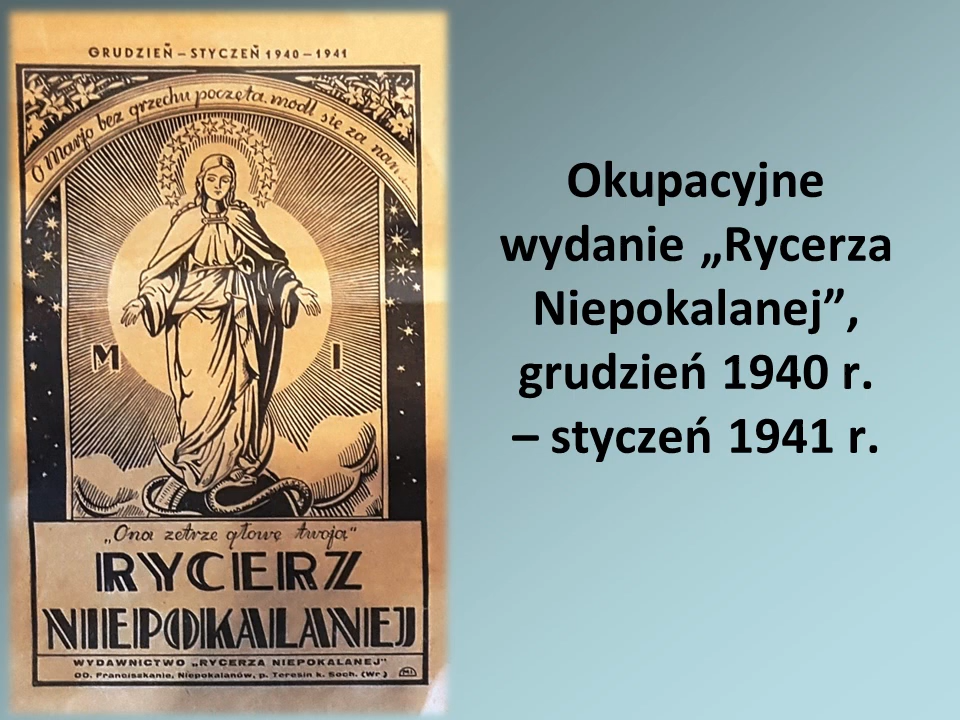 GRUDZIEŃ – STYCZEŃ 1940 – 1941
O Marjo bez grzechu poczęta módl się za nami
M I
„Ona zetrze głowę twoją“
RYCERZ
NIEPOKALANEJ
WYDAWNICTWO „RYCERZA NIEPOKALANEJ“
OO. Franciszkanie, Niepokalanów, p. Teresin k. Soch. (Wr)
Okupacyjne
wydanie „Rycerza
Niepokalanej”,
grudzień 1940 r.
– styczeń 1941 r.